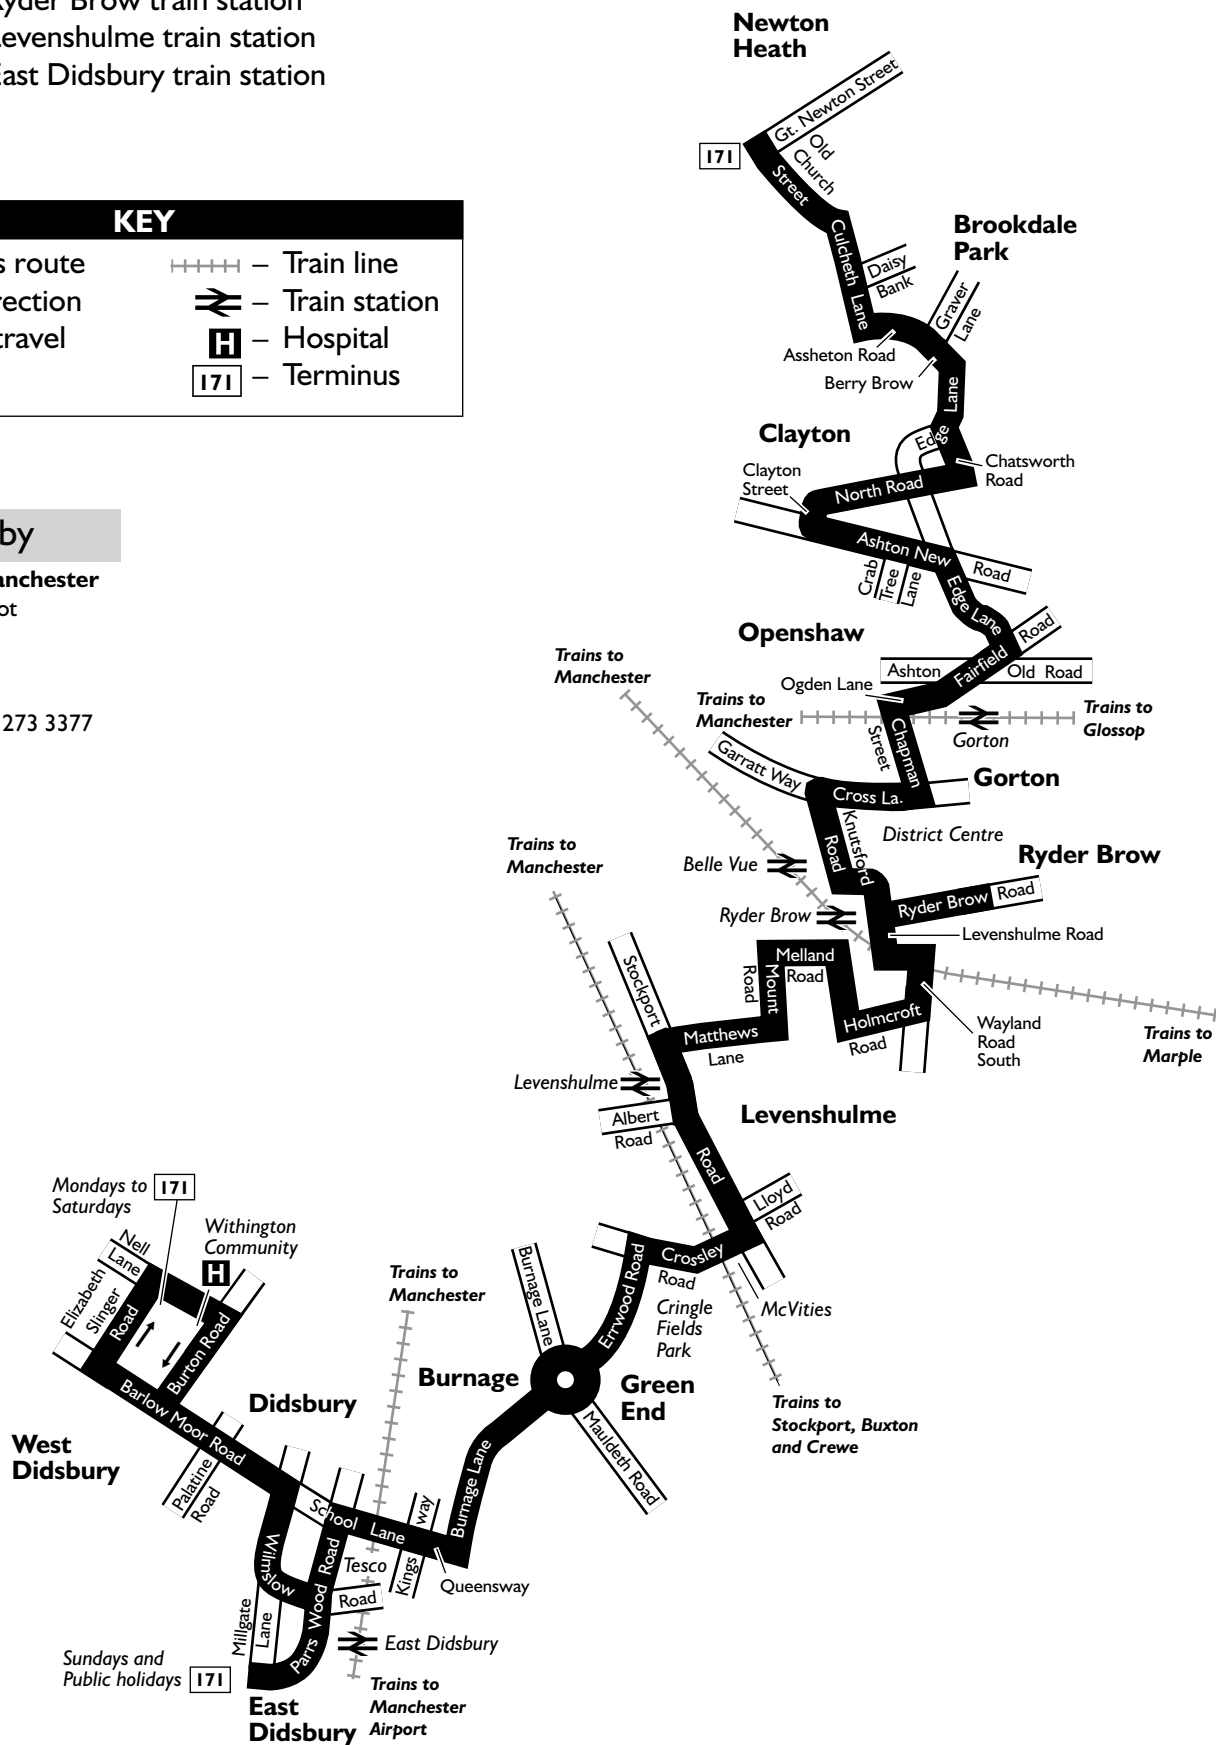 Ryder Brow train station
Levenshulme train station
East Didsbury train station
KEY
s route
rection
travel
– Train line
– Train station
H – Hospital
171 – Terminus
by
anchester
ot
273 3377
Newton
Heath
Gt. Newton Street
171
Old
Church
Street
Culcheth Lane
Daisy
Bank
Brookdale
Park
Graver
Lane
Assheton Road
Berry Brow
Lane
Edge
Clayton
Chatsworth
Road
Clayton
Street
North Road
Ashton New
Road
Crab
Tree
Lane
Edge Lane
Openshaw
Road
Fairfield
Ashton
Old Road
Ogden Lane
Trains to
Manchester
Trains to
Manchester
Trains to
Glossop
Gorton
Chapman
Street
Garratt Way
Cross La.
Gorton
District Centre
Knutsford
Road
Ryder Brow
Belle Vue
Ryder Brow
Ryder Brow
Road
Levenshulme Road
Trains to
Manchester
Stockport
Melland
Road
Mount
Road
Holmcroft
Road
Wayland
Road
South
Trains to
Marple
Matthews
Lane
Levenshulme
Albert
Road
Levenshulme
Road
Lloyd
Road
Crossley
Road
McVities
Cringle
Fields
Park
Errwood Road
Burnage Lane
Burnage
Green
End
Mauldeth Road
Trains to
Stockport, Buxton
and Crewe
Trains to
Manchester
Mondays to
Saturdays
171
Withington
Community
H
Nell
Lane
Elizabeth
Slinger
Road
Burton Road
Barlow Moor Road
Didsbury
West
Didsbury
Palatine
Road
School
Lane
Kings
way
Burnage Lane
Queensway
Tesco
Wilmslow
Road
Parrs Wood Road
Millgate
Lane
East Didsbury
Sundays and
Public holidays
171
East
Didsbury
Trains to
Manchester
Airport